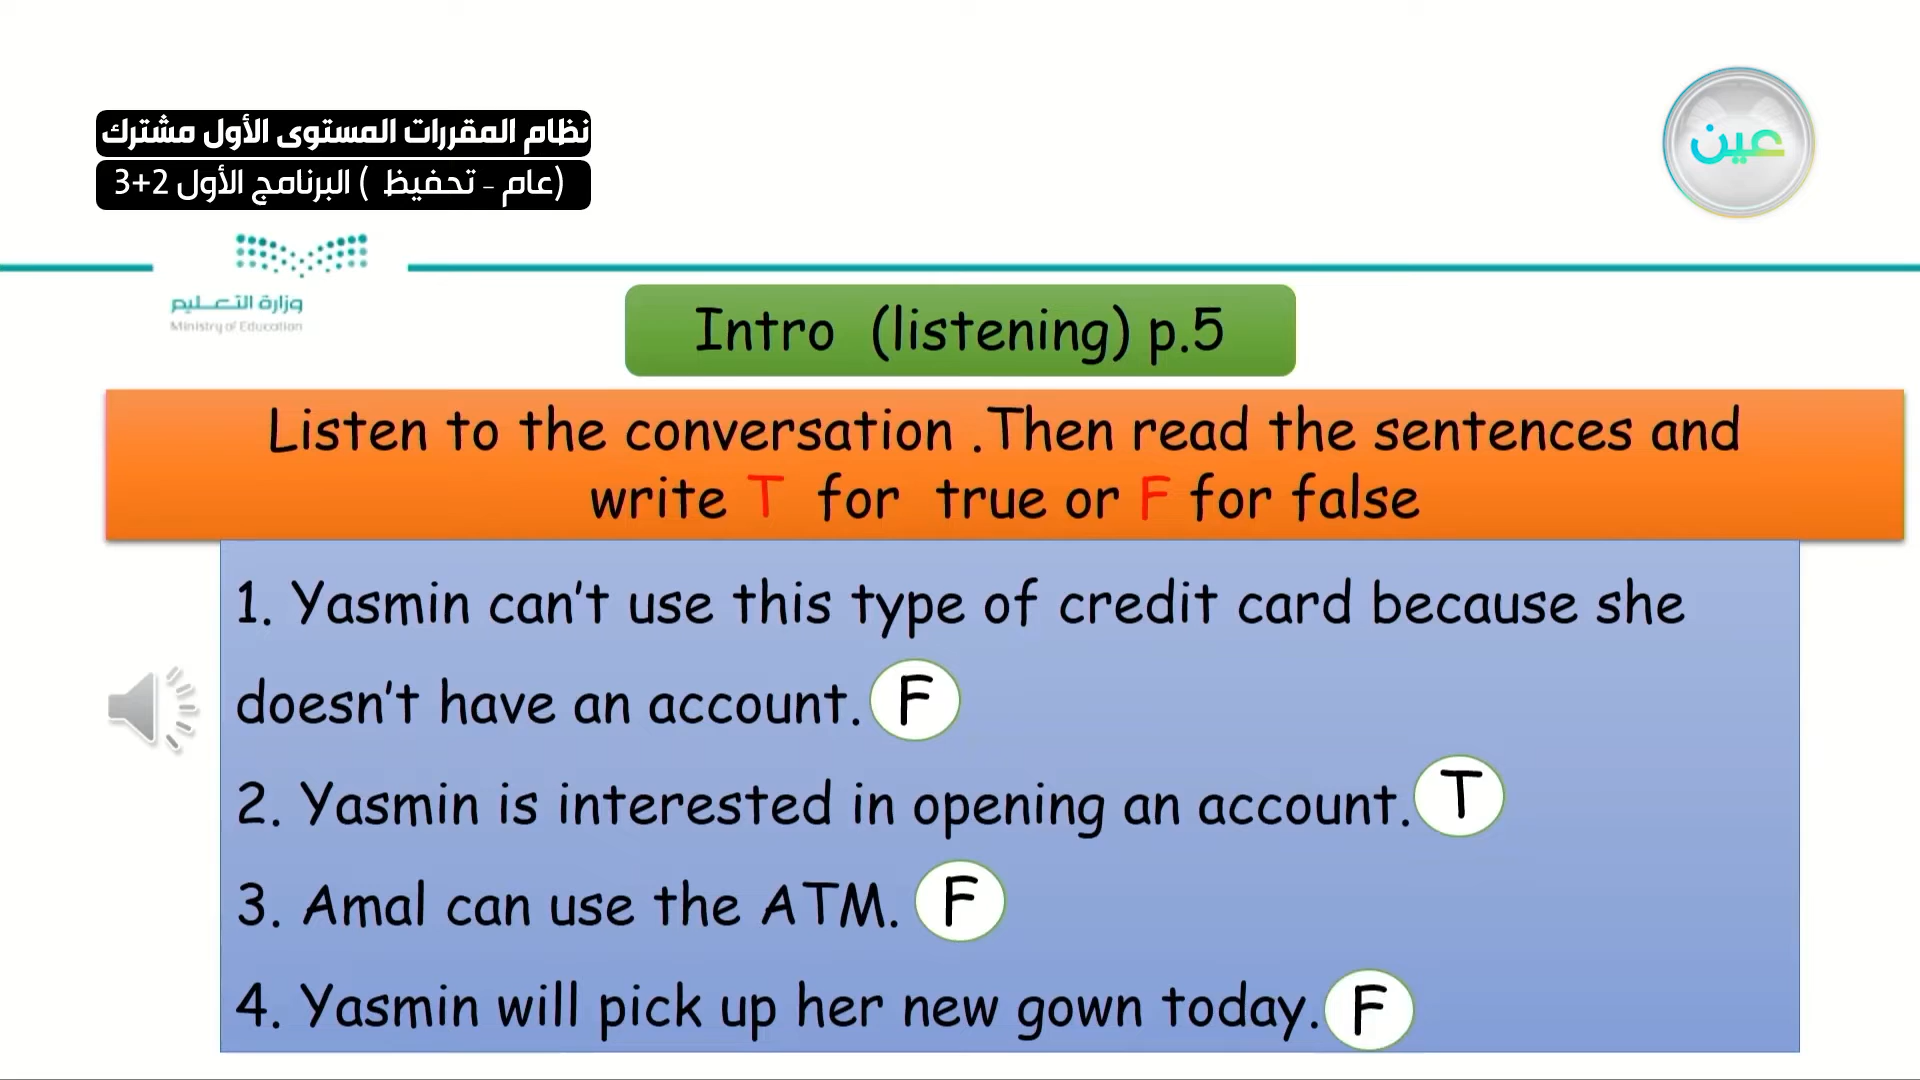 نظام المقررات المستوى الأول مشترك
(عام - تحفيظ ) البرنامج الأول 2+3
عين
وزارة التعليم
Ministry of Education
Intro (listening) p.5
Listen to the conversation .Then read the sentences and
write T for true or F for false
1. Yasmin can't use this type of credit card because she
doesn't have an account. F
2. Yasmin is interested in opening an account. T
3. Amal can use the ATM. F
4. Yasmin will pick up her new gown today. F